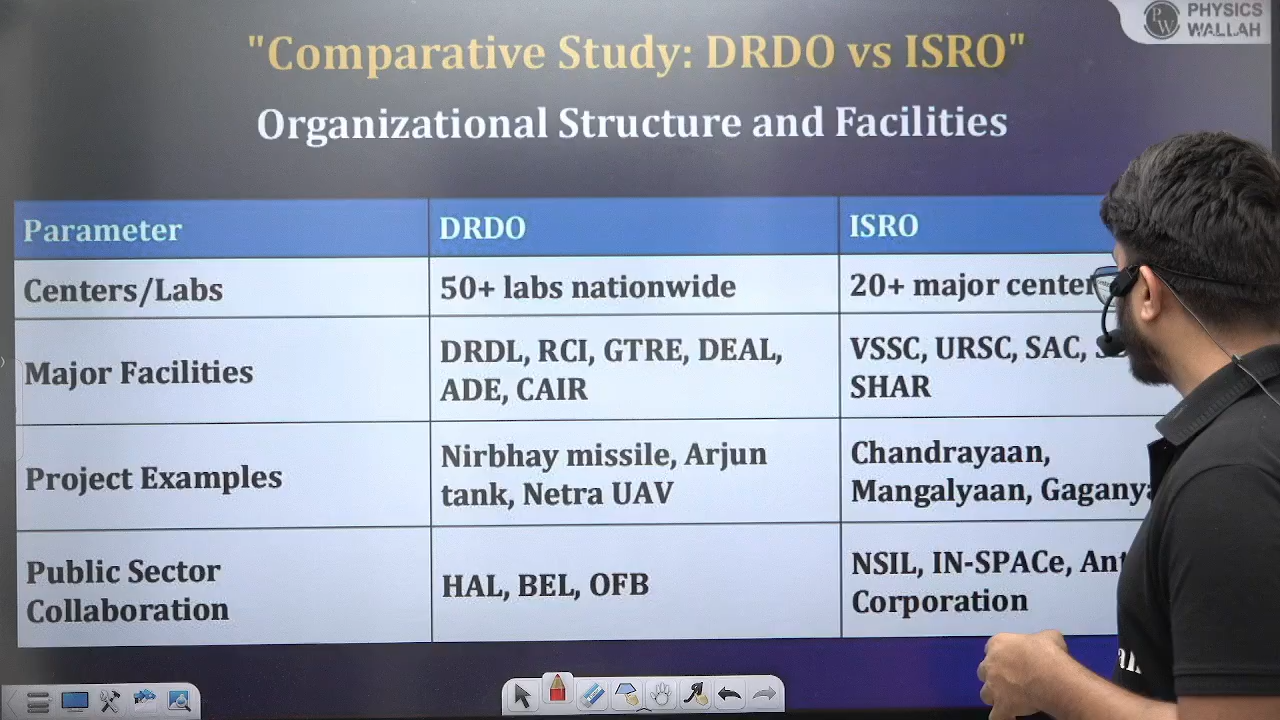 PHYSICS
WALLAH
"Comparative Study: DRDO vs ISRO"
Organizational Structure and Facilities
Parameter
DRDO
ISRO
Centers/Labs
50+ labs nationwide
20+ major
Major Facilities
DRDL, RCI, GTRE, DEAL,
ADE, CAIR
VSSC, URSC, SAC,
SHAR
Project Examples
Nirbhay missile, Arjun
tank, Netra UAV
Chandrayaan,
Mangalyaan,
Public Sector
Collaboration
HAL, BEL, OFB
NSIL, IN-SPACe,
Corporation